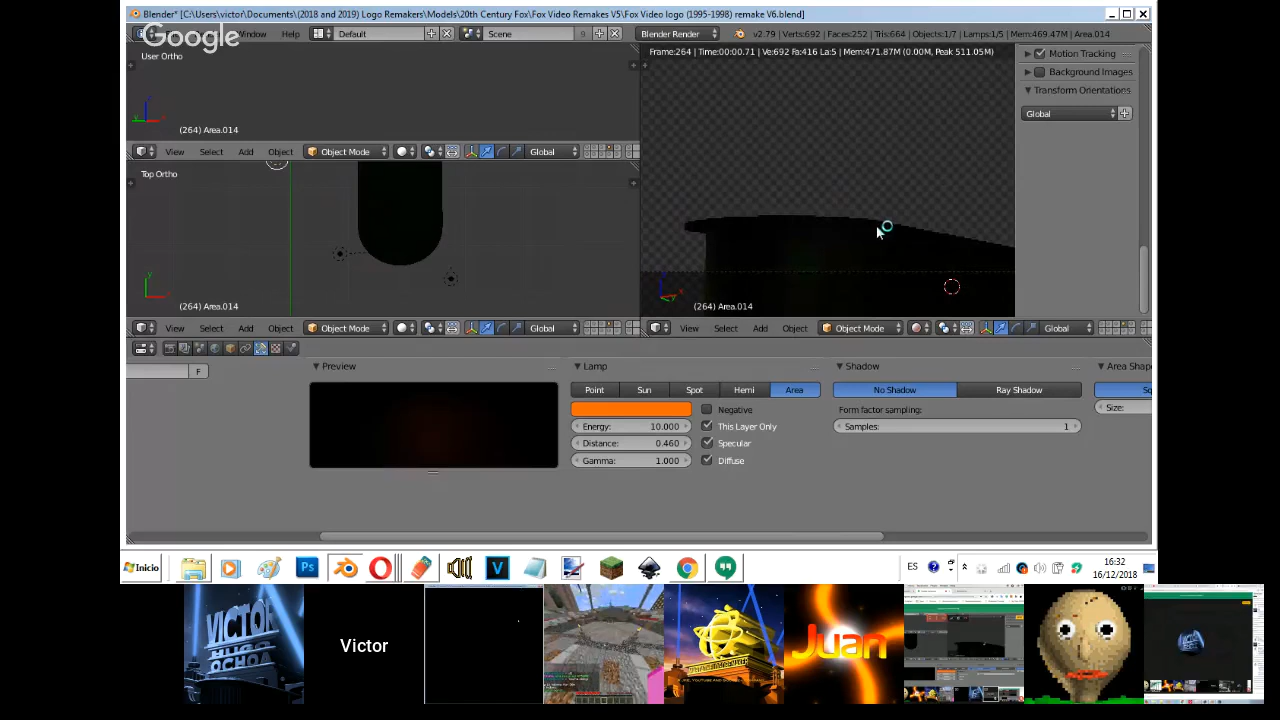 Blender* [C:\Users\victor\Documents\(2018 and 2019) Logo Remakers\Models\20th Century Fox\Fox Video Remakes V5\Fox Video logo (1995-1998) remake V6.blend]
Google
Window Help Default F Scene 9 Blender Render v2.79 | Verts:692 | Faces:252 | Tris:664 | Objects:1/7 | Lamps:1/5 | Mem:469.47M | Area.014
User Ortho
Frame:264 | Time:00:00.71 | Ve:692 Fa:416 La:5 | Mem:471.87M (0.00M, Peak 511.05M)
Motion Tracking
Background Images
Transform Orientations
Global
(264) Area.014
View Select Add Object Object Mode Global
Top Ortho
(264) Area.014
(264) Area.014
View Select Add Object Object Mode Global
View Select Add Object Object Mode Global
F
Preview
Lamp
Shadow
Area Shap
Point Sun Spot Hemi Area
No Shadow Ray Shadow
Sq
Negative
Form factor sampling:
Size:
Energy: 10.000
This Layer Only
Samples: 1
Distance: 0.460
Specular
Gamma: 1.000
Diffuse
Inicio
Ps
V
ES
16:32
16/12/2018
VICTOR
HUGO
OCHO
Victor
Juan